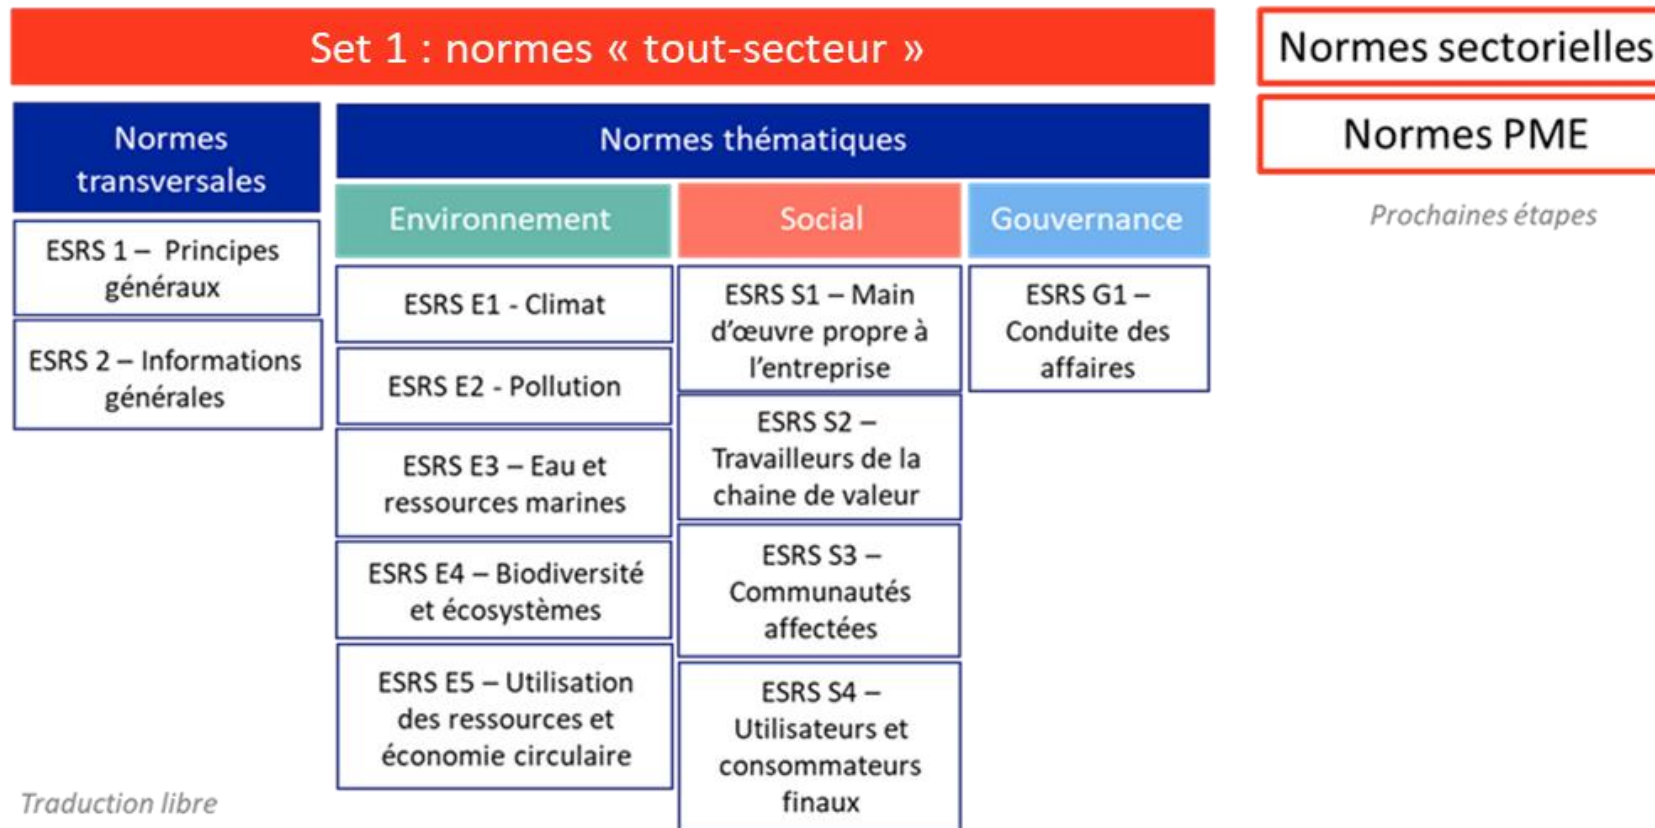 Set 1 : normes « tout-secteur »
Normes sectorielles
Normes PME
Prochaines étapes
Normes
transversales
ESRS 1 – Principes
généraux
ESRS 2 – Informations
générales
Normes thématiques
Environnement
ESRS E1 - Climat
ESRS E2 - Pollution
ESRS E3 – Eau et
ressources marines
ESRS E4 – Biodiversité
et écosystèmes
ESRS E5 – Utilisation
des ressources et
économie circulaire
Social
ESRS S1 – Main
d’œuvre propre à
l’entreprise
ESRS S2 –
Travailleurs de la
chaine de valeur
ESRS S3 –
Communautés
affectées
ESRS S4 –
Utilisateurs et
consommateurs
finaux
Gouvernance
ESRS G1 –
Conduite des
affaires
Traduction libre